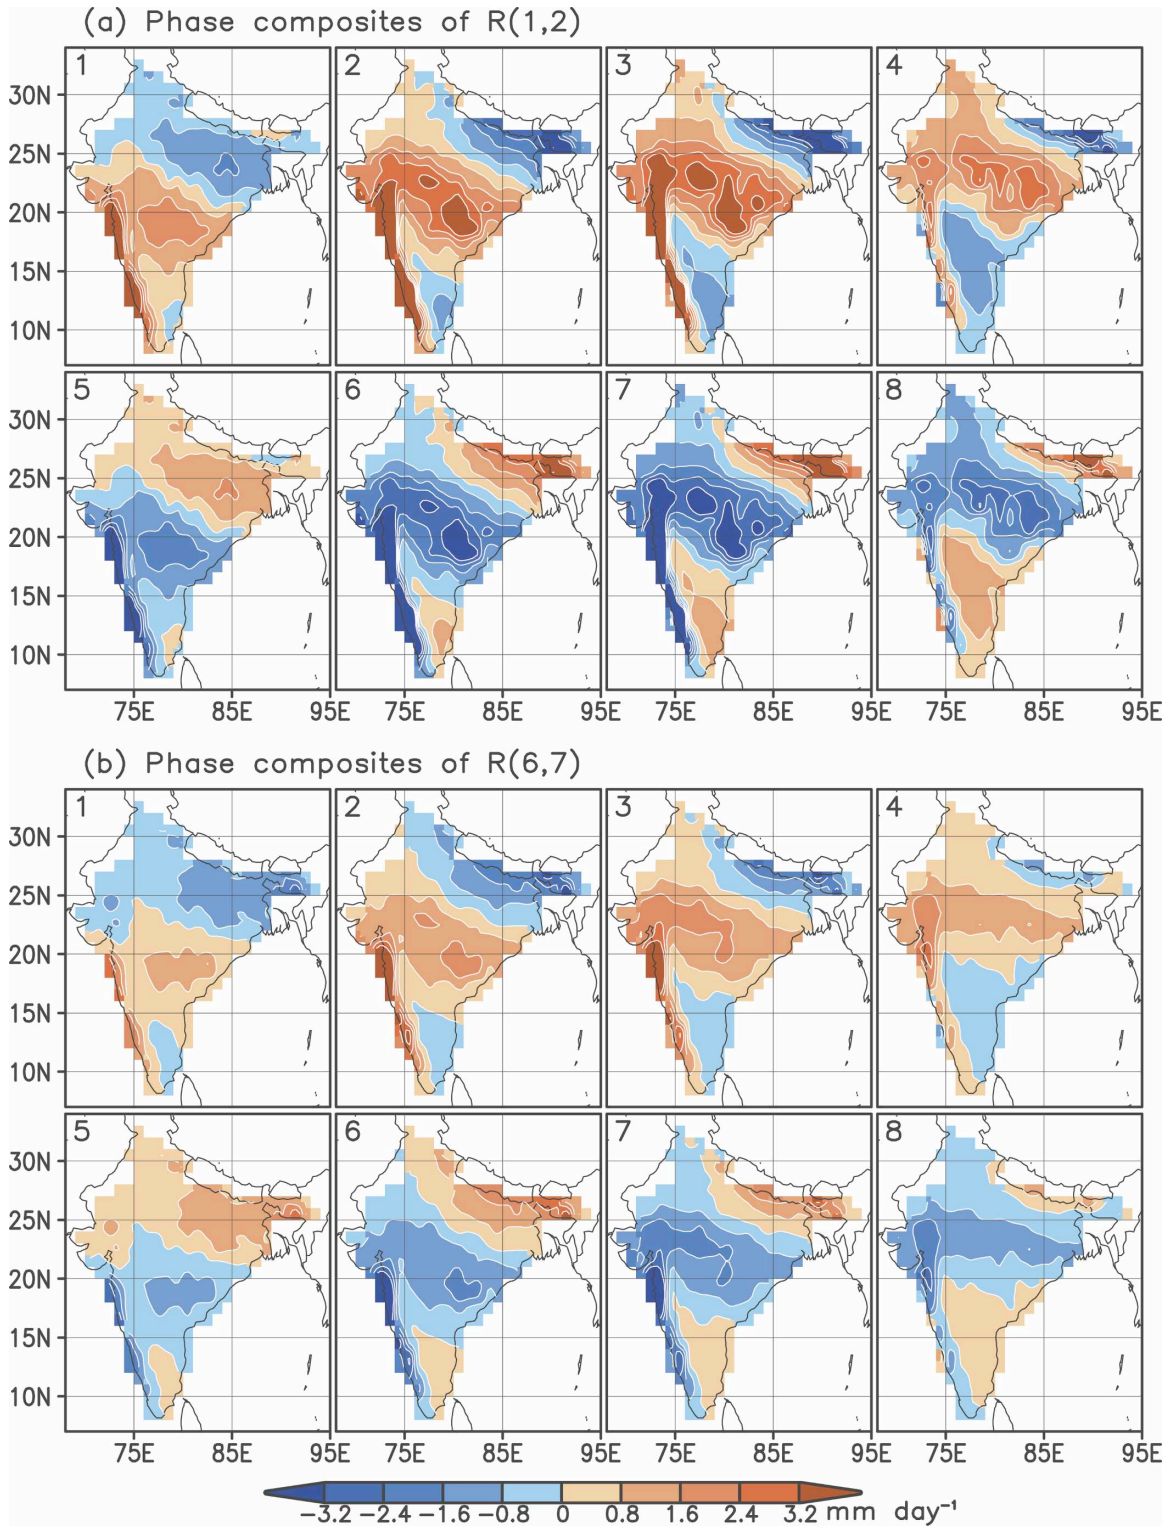 (a) Phase composites of R(1,2)
1 2 3 4
30N
25N
20N
15N
10N
5 6 7 8
30N
25N
20N
15N
10N
75E 85E 95E 75E 85E 95E 75E 85E 95E 75E 85E 95E
(b) Phase composites of R(6,7)
1 2 3 4
30N
25N
20N
15N
10N
5 6 7 8
30N
25N
20N
15N
10N
75E 85E 95E 75E 85E 95E 75E 85E 95E 75E 85E 95E
-3.2 -2.4 -1.6 -0.8 0 0.8 1.6 2.4 3.2 mm day⁻¹